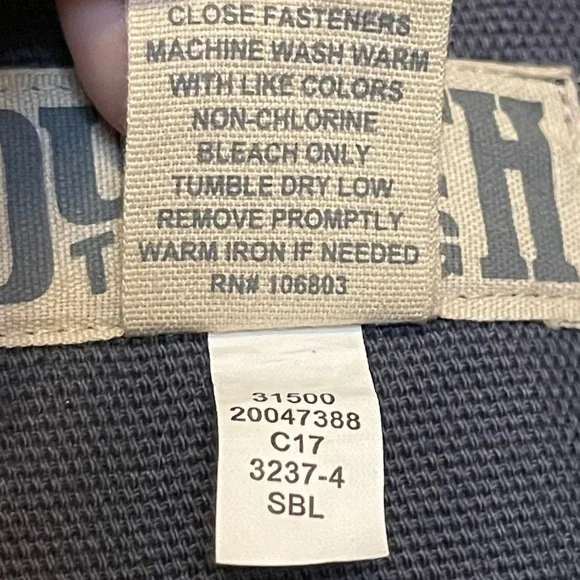 CLOSE FASTENERS
MACHINE WASH WARM
WITH LIKE COLORS
NON-CHLORINE
BLEACH ONLY
TUMBLE DRY LOW
REMOVE PROMPTLY
WARM IRON IF NEEDED
RN# 106803
31500
20047388
C17
3237-4
SBL